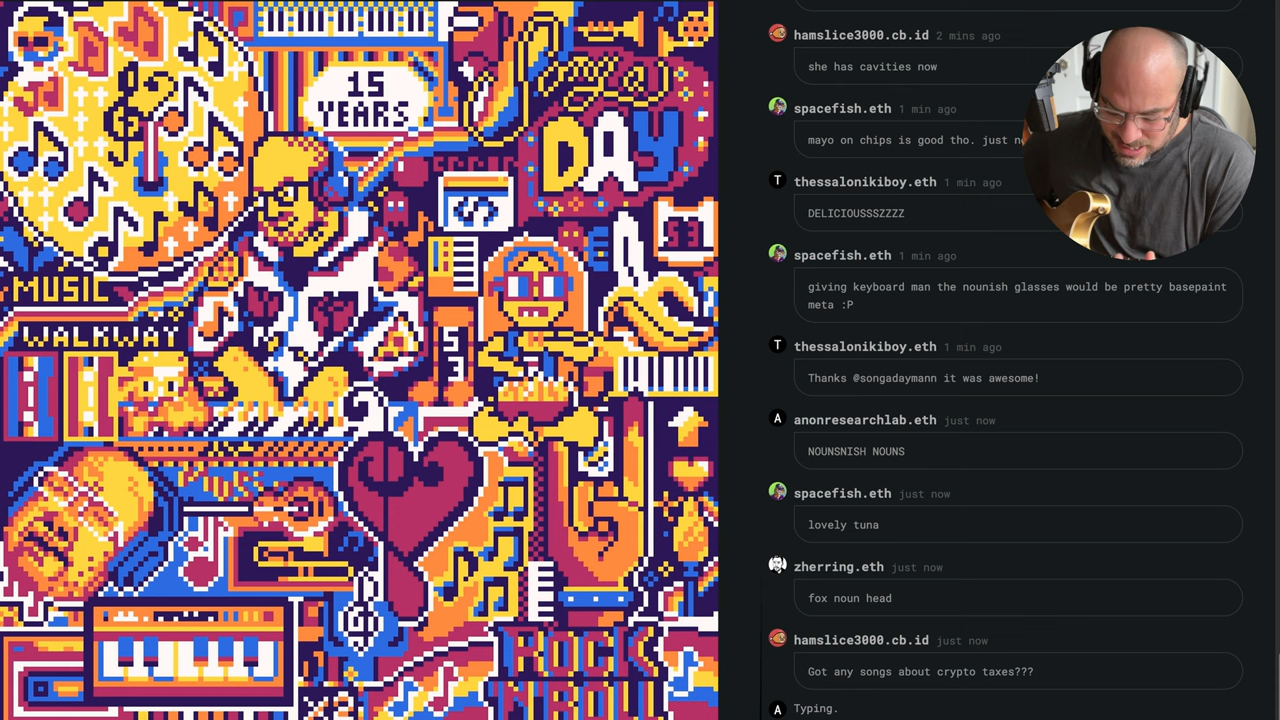 15
YEARS
DAY
MUSIC
WALKWAY
53
MUSIC
ROCK
hamslice3000.cb.id 2 mins ago
she has cavities now
spacefish.eth 1 min ago
mayo on chips is good tho. just
T thessalonikiboy.eth 1 min ago
DELICIOUSSSZZZZ
spacefish.eth 1 min ago
giving keyboard man the nounish glasses would be pretty basepaint
meta :P
T thessalonikiboy.eth 1 min ago
Thanks @songadaymann it was awesome!
A anonresearchlab.eth just now
NOUNSNISH NOUNS
spacefish.eth just now
lovely tuna
zherring.eth just now
fox noun head
hamslice3000.cb.id just now
Got any songs about crypto taxes???
A Typing.